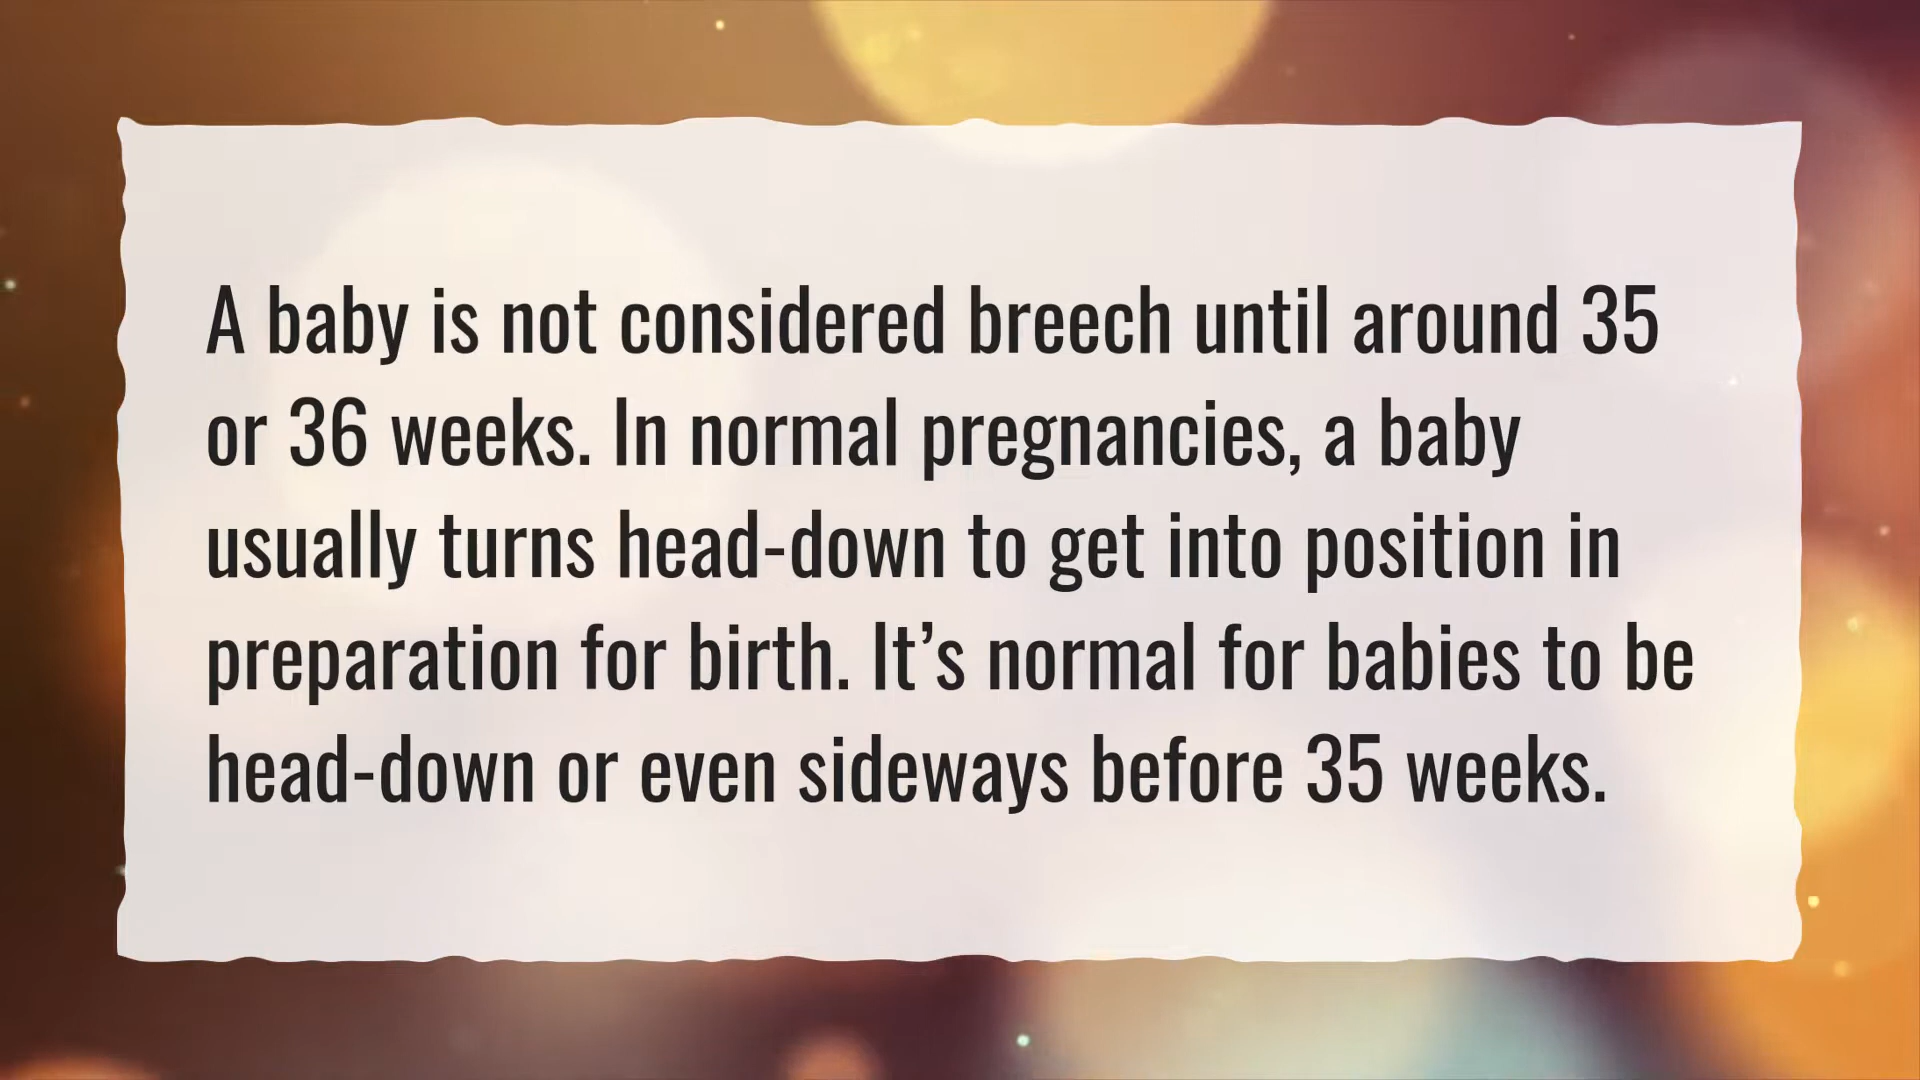 A baby is not considered breech until around 35
or 36 weeks. In normal pregnancies, a baby
usually turns head-down to get into position in
preparation for birth. It’s normal for babies to be
head-down or even sideways before 35 weeks.